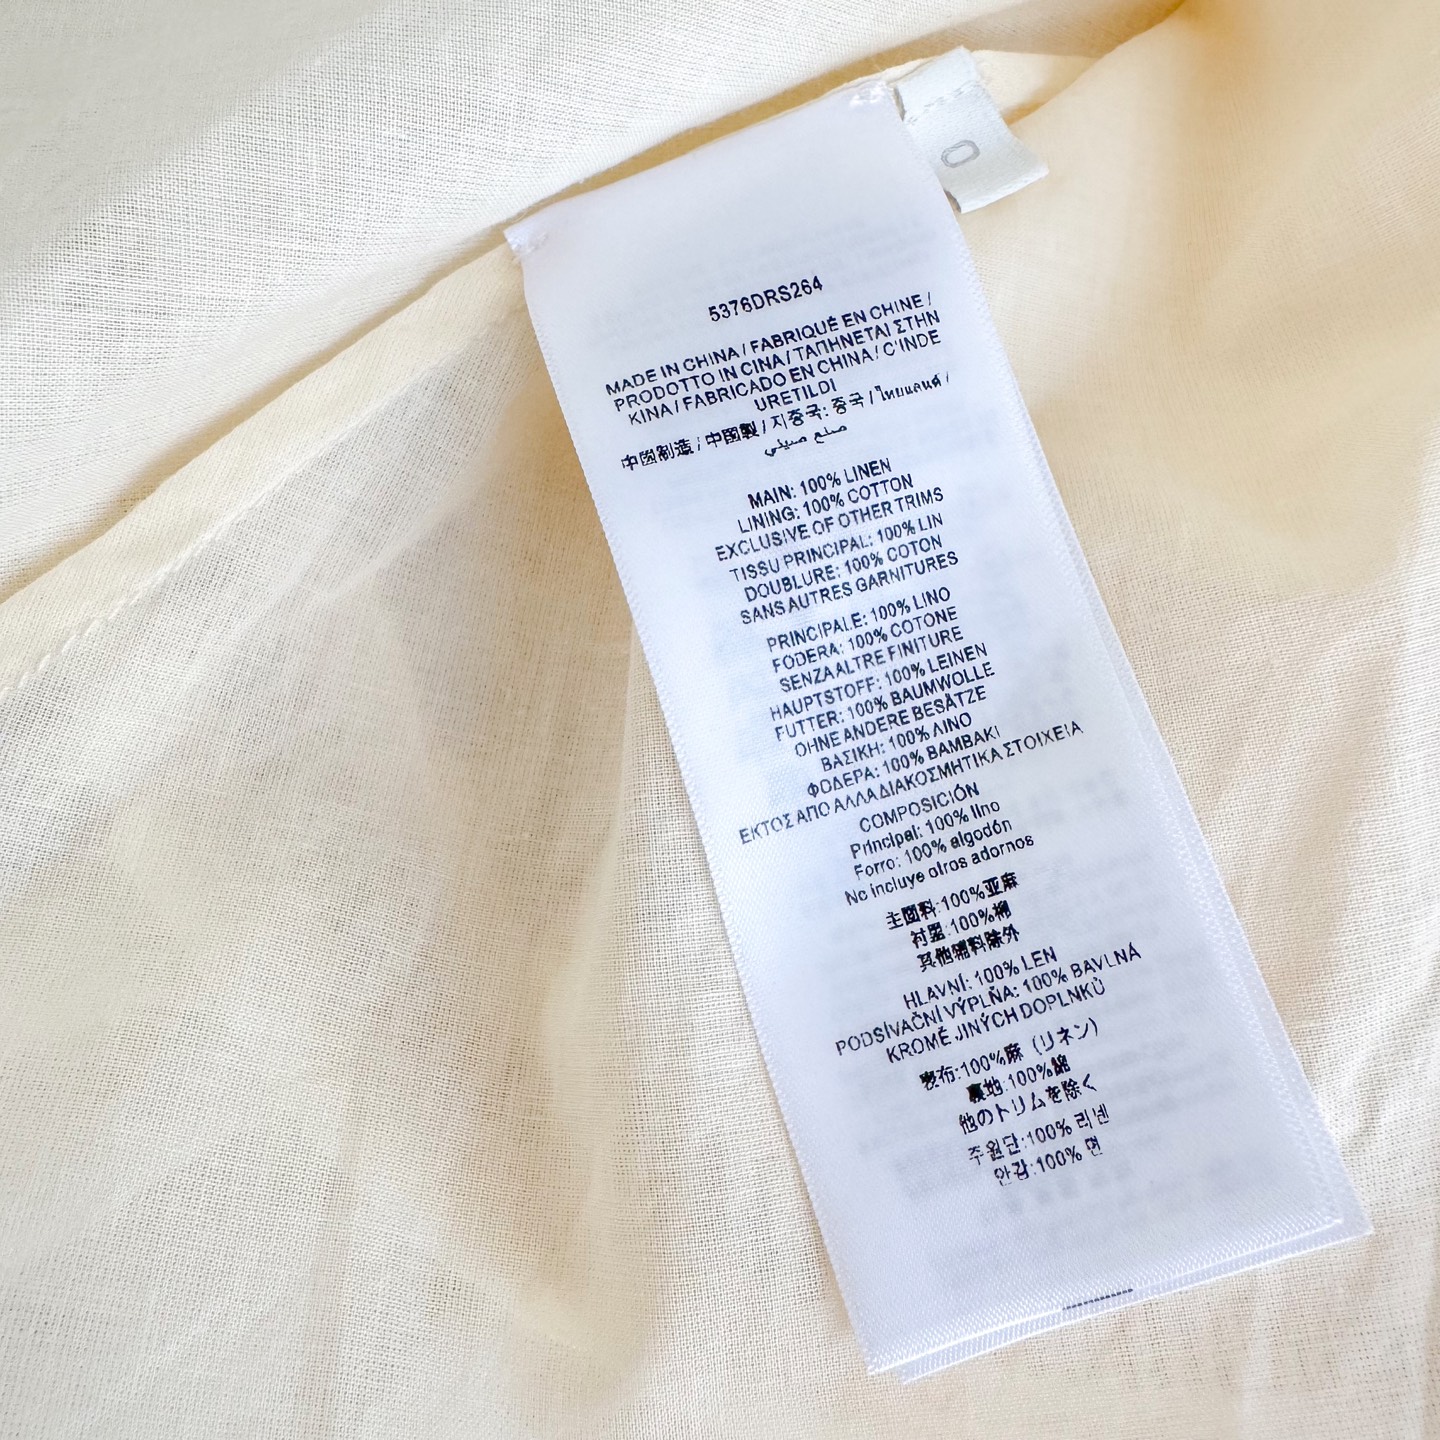 0
5376DRS264
MADE IN CHINA / FABRIQUÉ EN CHINE /
PRODOTTO IN CINA / ΤΑΠΗΝΕΤΑΙ ΣΤΗΝ
KINA / FABRICADO EN CHINA / C'INDE
URETILDI
中国制造 / 中國製 / 지중국: 중국 / ไทยแลนด์ /
صنع صيني
MAIN: 100% LINEN
LINING: 100% COTTON
EXCLUSIVE OF OTHER TRIMS
TISSU PRINCIPAL: 100% LIN
DOUBLURE: 100% COTON
SANS AUTRES GARNITURES
PRINCIPALE: 100% LINO
FODERA: 100% COTONE
SENZA ALTRE FINITURE
HAUPTSTOFF: 100% LEINEN
FUTTER: 100% BAUMWOLLE
OHNE ANDERE BESÄTZE
ΒΑΣΙΚΗ: 100% ΛΙΝΟ
ΦΟΔΕΡΑ: 100% ΒΑΜΒΑΚΙ
ΕΚΤΟΣ ΑΠΟ ΑΛΛΑ ΔΙΑΚΟΣΜΗΤΙΚΑ ΣΤΟΙΧΕΙΑ
COMPOSICIÓN
Principal: 100% lino
Forro: 100% algodón
No incluye otros adornos
主面料:100%亚麻
100%棉
其他辅料除外
HLAVNÍ: 100% LEN
PODŠÍVAČNÍ VÝPLŇA: 100% BAVLNA
KROMĚ JINÝCH DOPLNKŮ
表布:100%麻（リネン）
裏地:100%綿
他のトリムを除く
주원단:100% 리넨
안감:100% 면